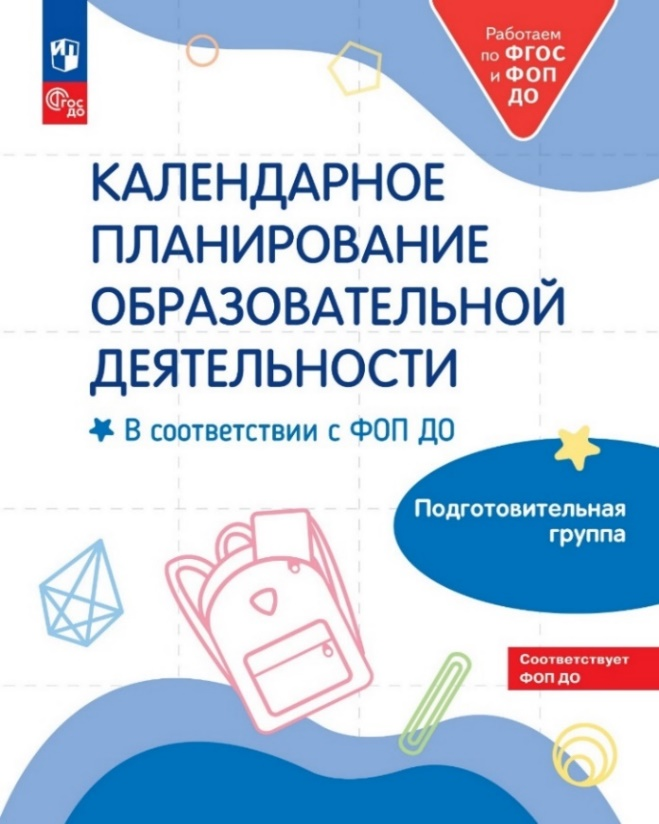 ИП
ФГОС
ДО
Работаем
по ФГОС
и ФОП
ДО
КАЛЕНДАРНОЕ
ПЛАНИРОВАНИЕ
ОБРАЗОВАТЕЛЬНОЙ
ДЕЯТЕЛЬНОСТИ
В соответствии с ФОП ДО
Подготовительная
группа
Соответствует
ФОП ДО